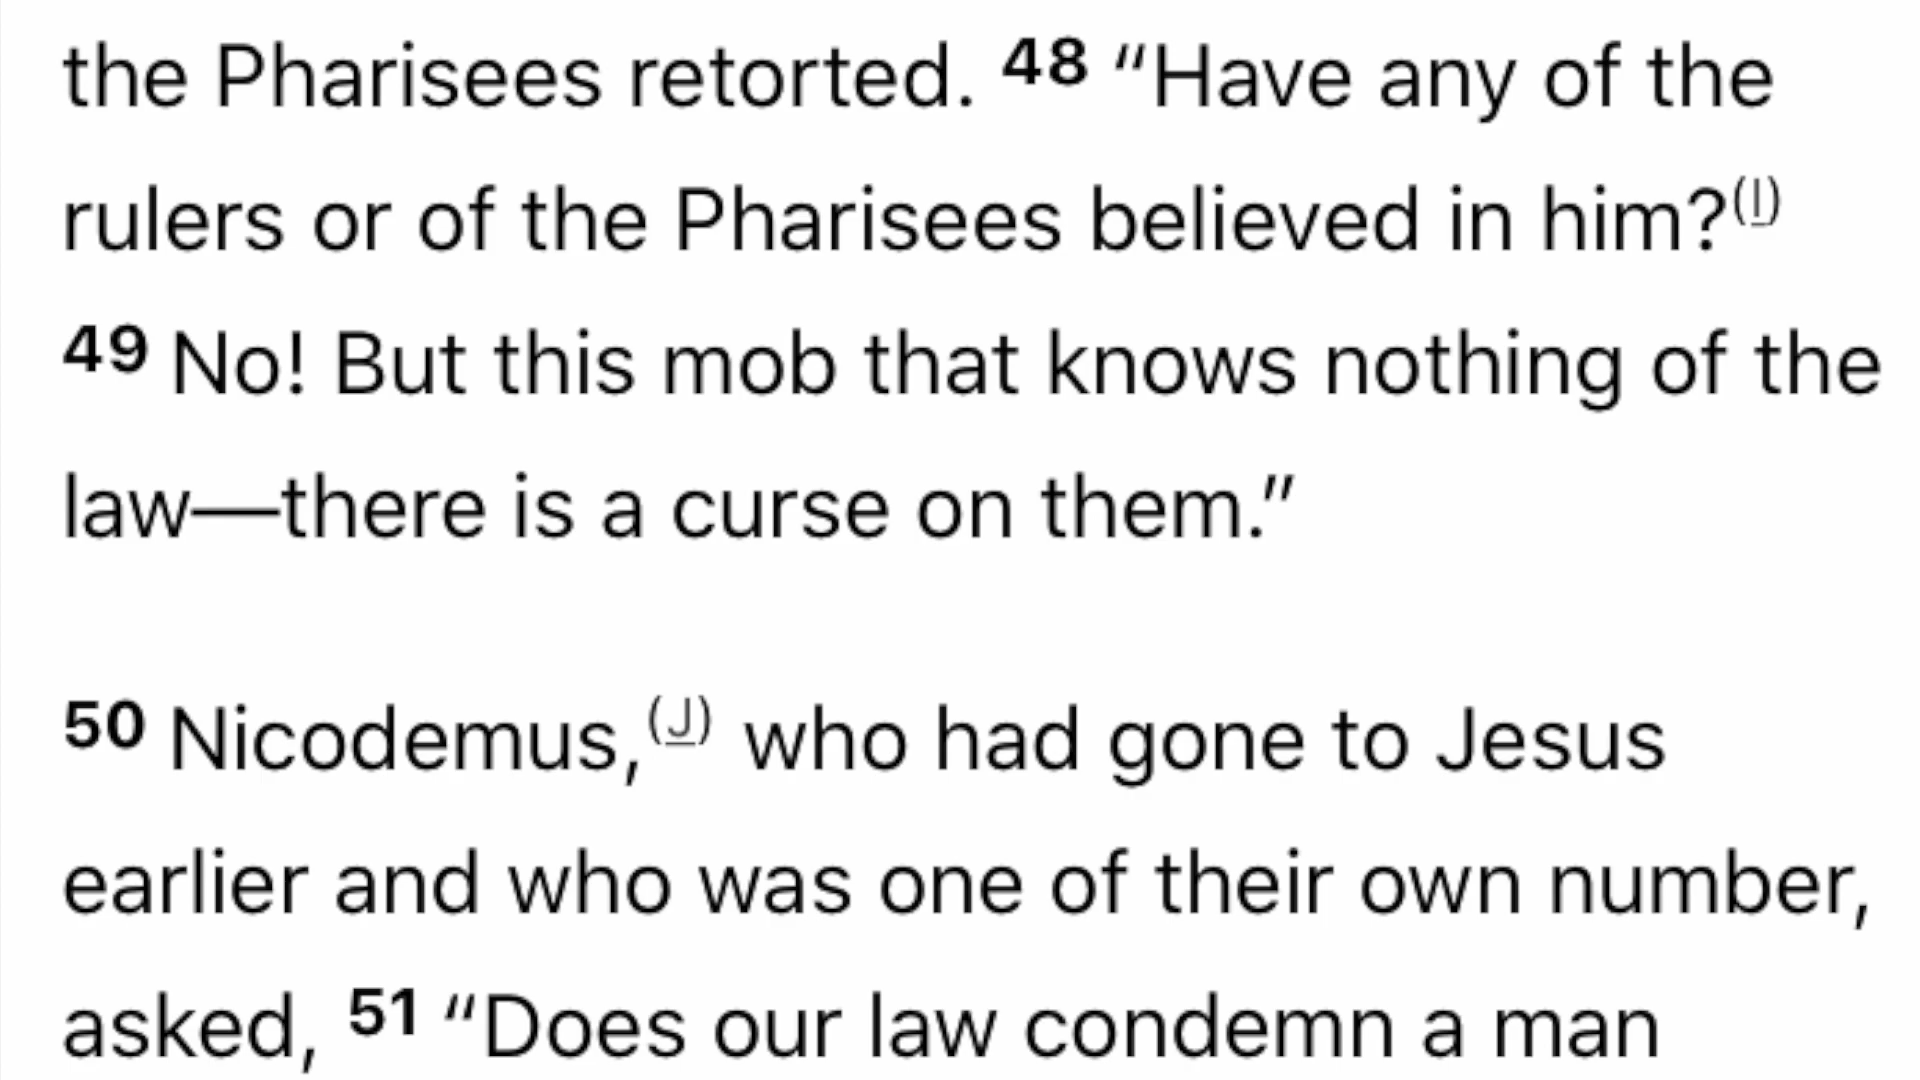 the Pharisees retorted. 48 “Have any of the
rulers or of the Pharisees believed in him?(I)
49 No! But this mob that knows nothing of the
law—there is a curse on them.”
50 Nicodemus,(J) who had gone to Jesus
earlier and who was one of their own number,
asked, 51 “Does our law condemn a man